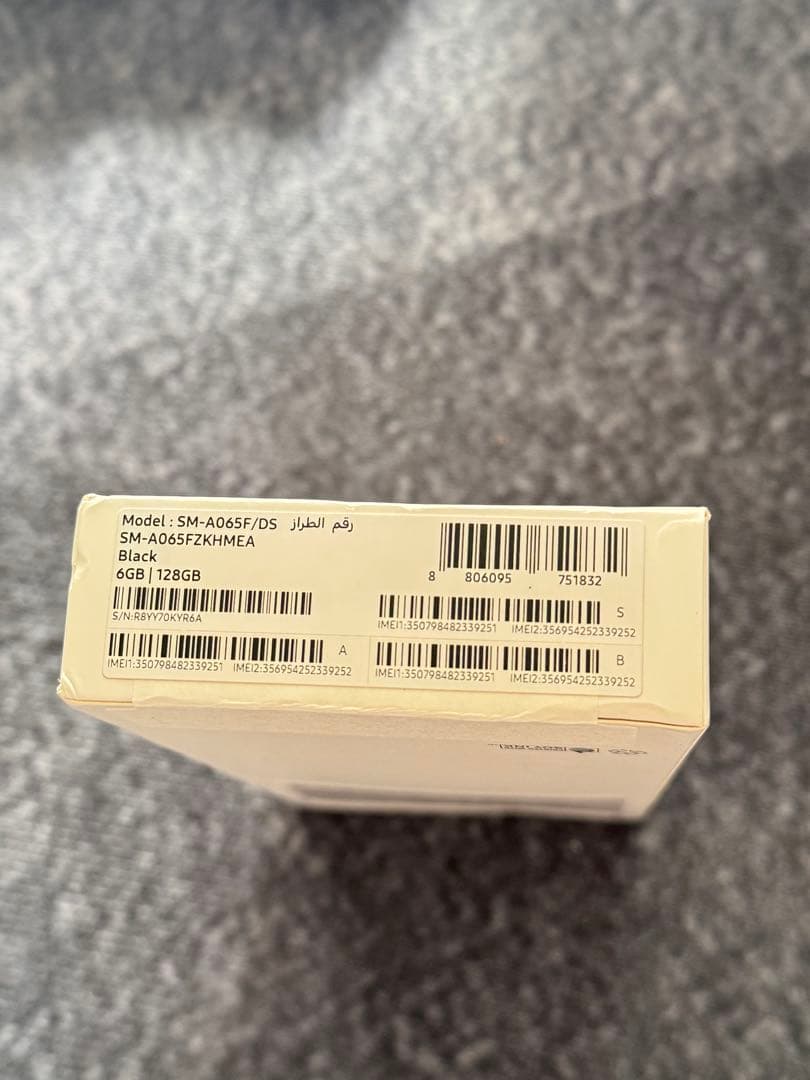 Model : SM-A065F/DS رقم الطراز
SM-A065FZKHMEA
Black
6GB | 128GB
8 806095 751832
S/N:R8YY70KYR6A
S
IMEI1:350798482339251 IMEI2:356954252339252
A
IMEI1:350798482339251 IMEI2:356954252339252
B
IMEI1:350798482339251 IMEI2:356954252339252